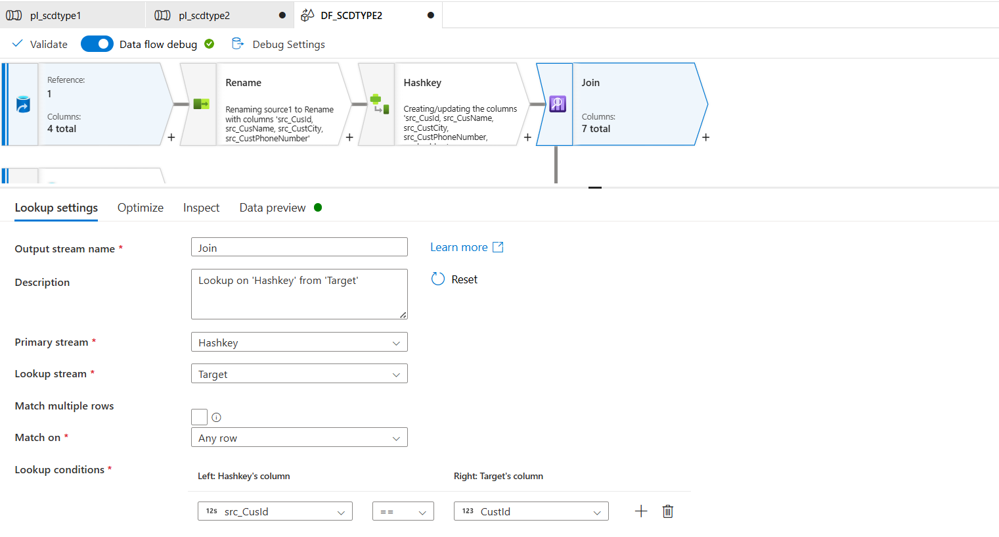 pl_scdtype1
pl_scdtype2
DF_SCDTYPE2
Validate
Data flow debug
Debug Settings
Reference:
1
Columns:
4 total
+
Rename
Renaming source1 to Rename
with columns 'src_CusId,
src_CusName, src_CustCity,
src_CustPhoneNumber'
+
Hashkey
Creating/updating the columns
'src_CusId, src_CusName,
src_CustCity,
src_CustPhoneNumber,
+
Join
Columns:
7 total
+
Lookup settings
Optimize
Inspect
Data preview
Output stream name *
Join
Learn more
Description
Lookup on 'Hashkey' from 'Target'
Reset
Primary stream *
Hashkey
Lookup stream *
Target
Match multiple rows
Match on *
Any row
Lookup conditions *
Left: Hashkey's column
Right: Target's column
12s src_CusId
==
123 CustId